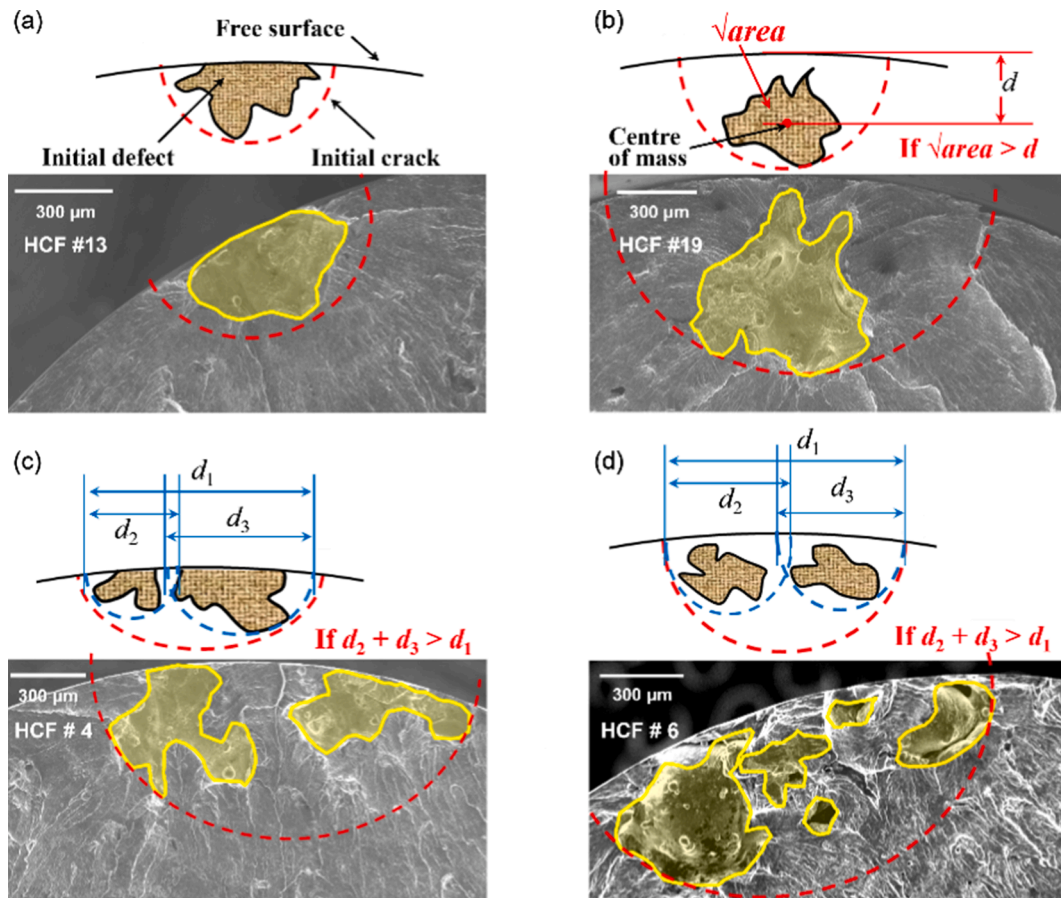 (a)
Free surface
Initial defect
Initial crack
300 µm
HCF #13
(b)
√area
d
Centre
of mass
If √area > d
300 µm
HCF #19
(c)
d1
d2
d3
If d2 + d3 > d1
300 µm
HCF # 4
(d)
d1
d2
d3
If d2 + d3 > d1
300 µm
HCF # 6